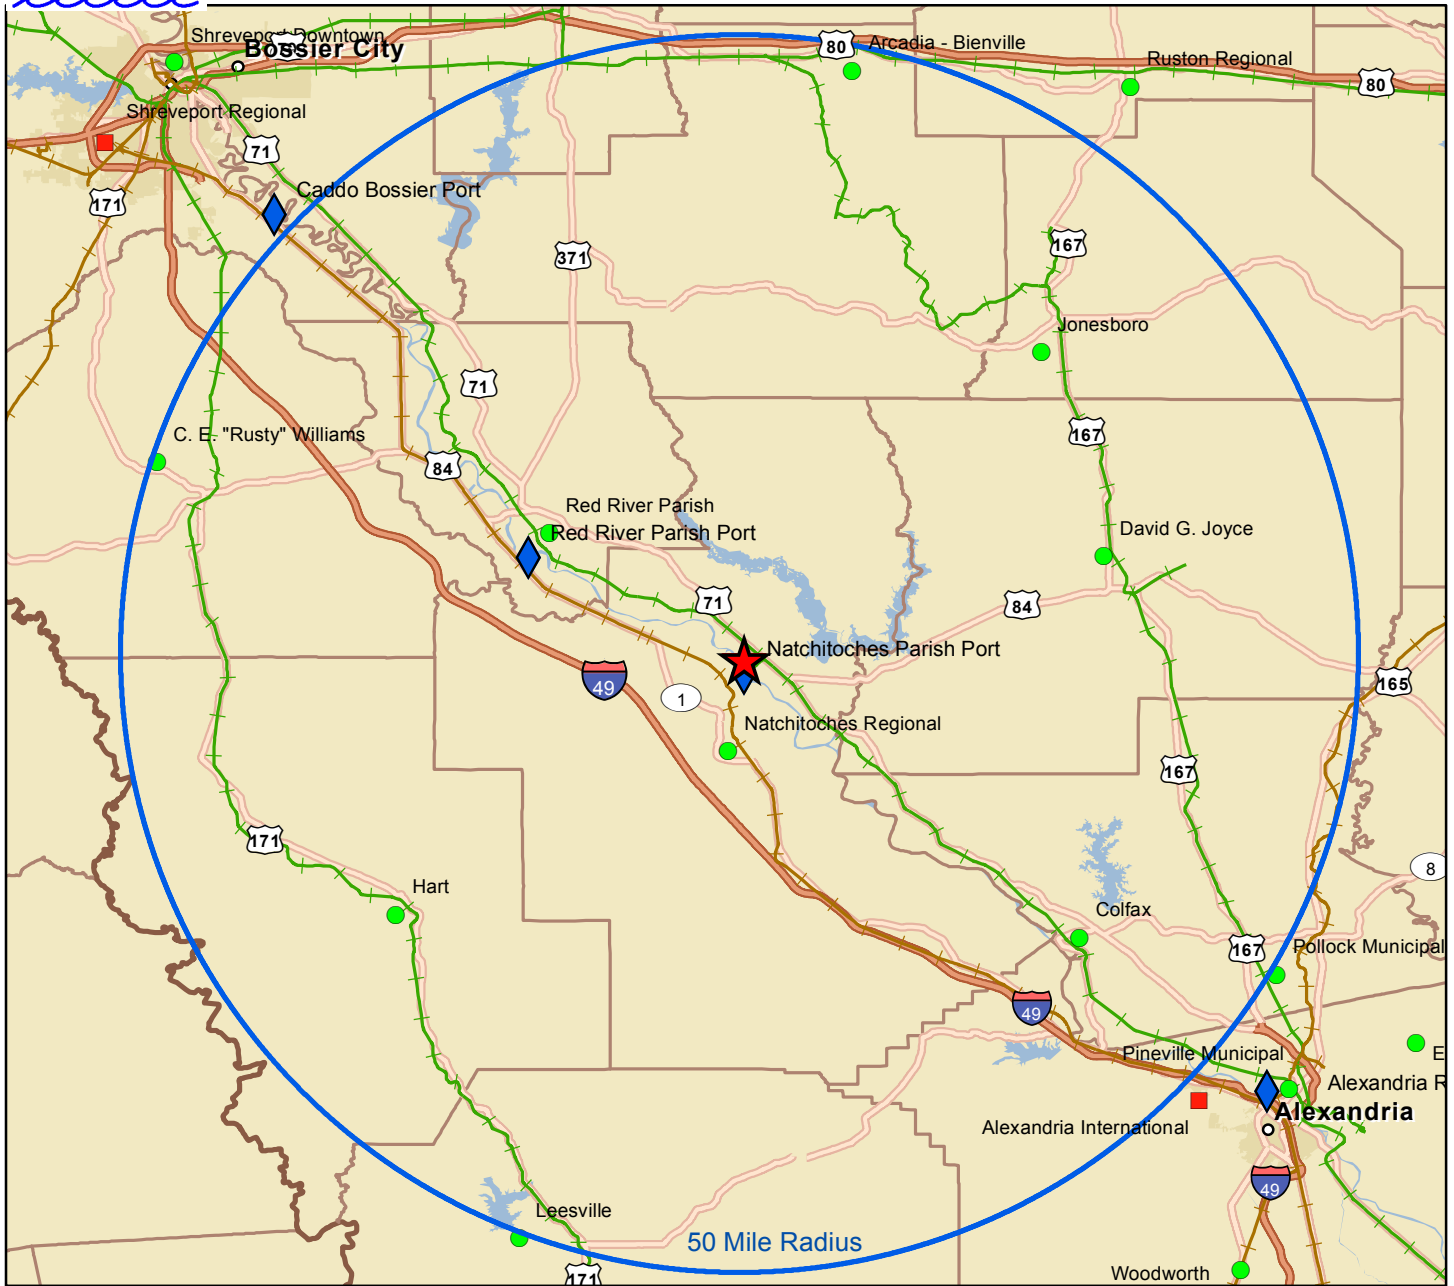 Shreveport Downtown
Bossier City
80
Arcadia - Bienville
Ruston Regional
80
Shreveport Regional
71
Caddo Bossier Port
171
371
167
Jonesboro
71
C. E. "Rusty" Williams
84
167
Red River Parish
Red River Parish Port
David G. Joyce
71
84
Natchitoches Parish Port
49
1
165
Natchitoches Regional
167
171
8
Hart
Colfax
167
Pollock Municipal
49
Pineville Municipal
E
Alexandria R
Alexandria
Alexandria International
49
Leesville
50 Mile Radius
171
Woodworth